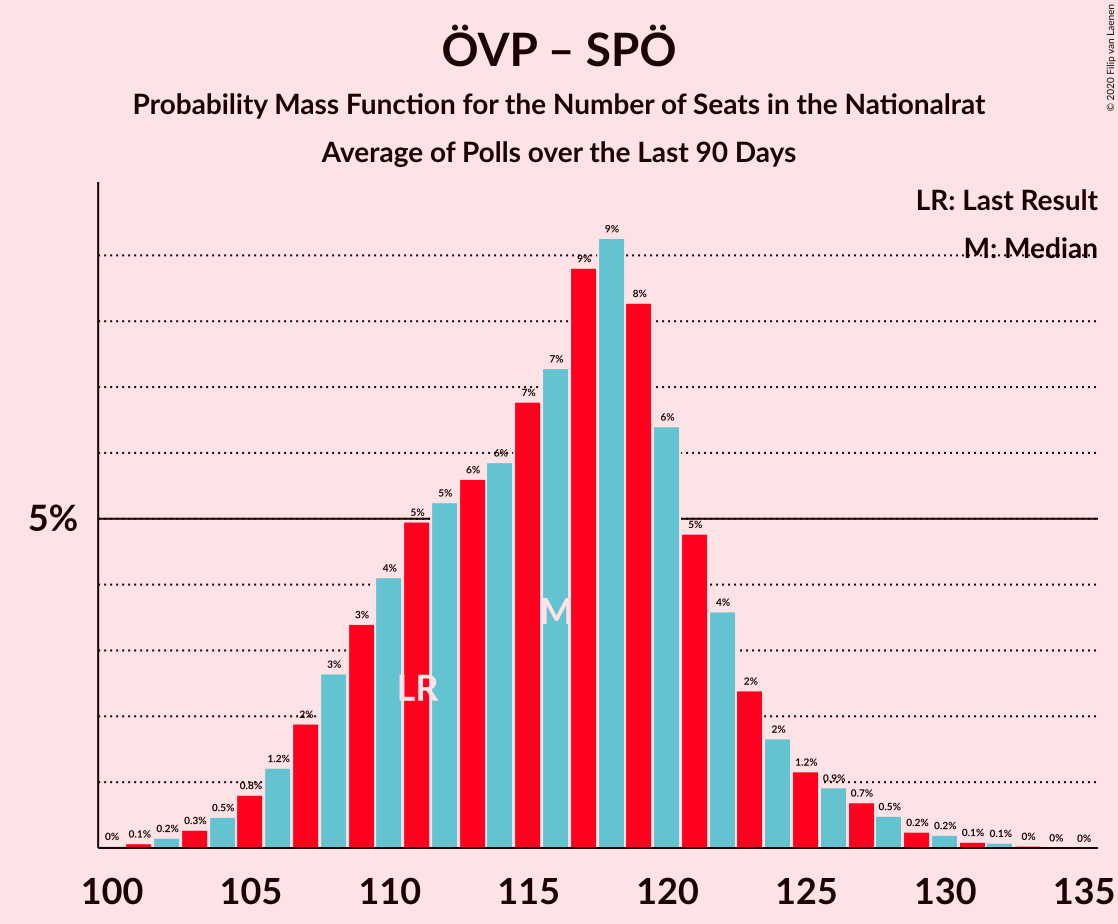 ÖVP – SPÖ
Probability Mass Function for the Number of Seats in the Nationalrat
Average of Polls over the Last 90 Days
© 2020 Filip van Laenen
LR: Last Result
M: Median
5%
0% 0.1% 0.2% 0.3% 0.5% 0.8% 1.2% 2% 3% 3% 4% 5% 5% 6% 6% 7% 7% 9% 9% 8% 6% 5% 4% 2% 2% 1.2% 0.9% 0.7% 0.5% 0.2% 0.2% 0.1% 0.1% 0% 0% 0%
M
LR
100 105 110 115 120 125 130 135